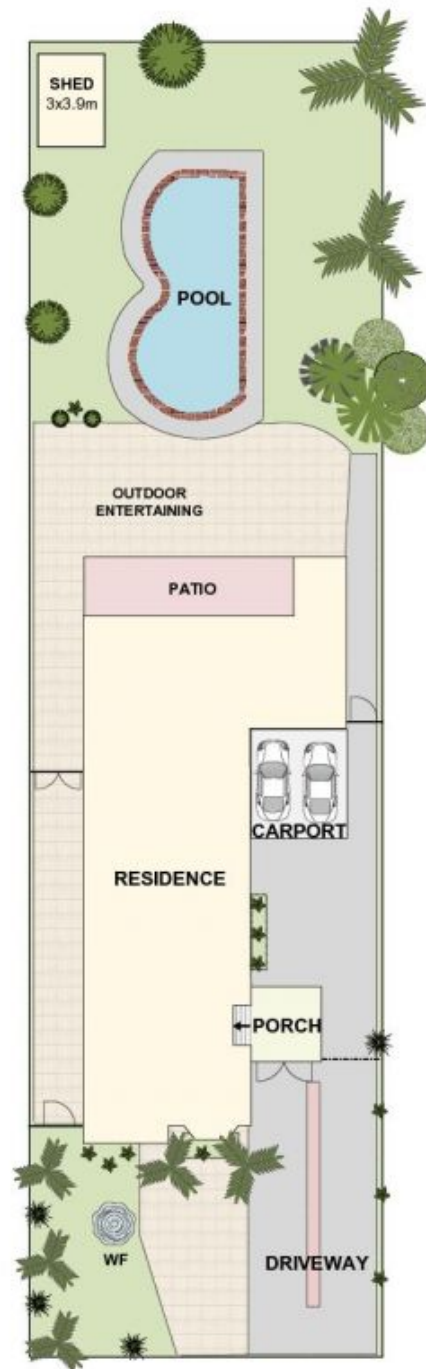 SHED
3x3.9m
POOL
OUTDOOR
ENTERTAINING
PATIO
CARPORT
RESIDENCE
PORCH
WF
DRIVEWAY